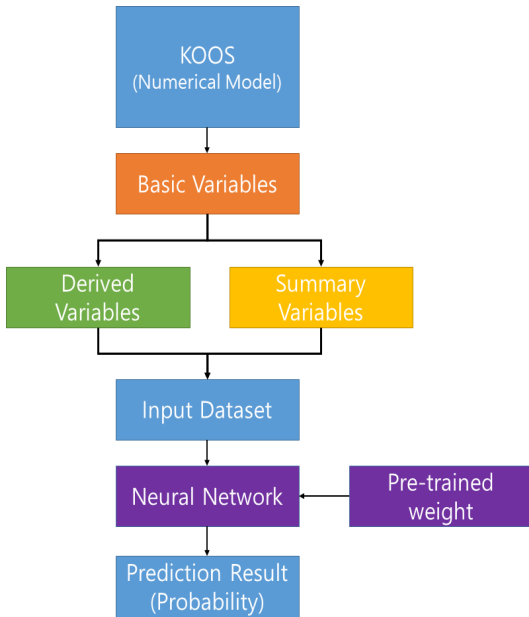 KOOS
(Numerical Model)
Basic Variables
Derived
Variables
Summary
Variables
Input Dataset
Neural Network
Pre-trained
weight
Prediction Result
(Probability)